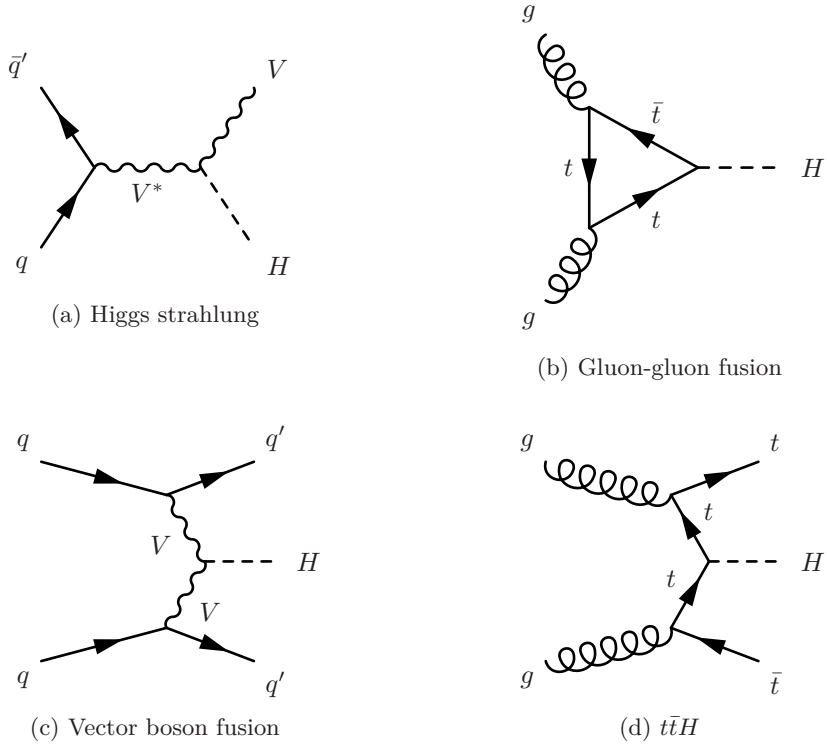 q̄′
V
V*
q
H
(a) Higgs strahlung
g
t̄
t
H
t
g
(b) Gluon-gluon fusion
q
q′
V
H
V
q
q′
(c) Vector boson fusion
g
t
t
H
t
g
t̄
(d) tt̄H